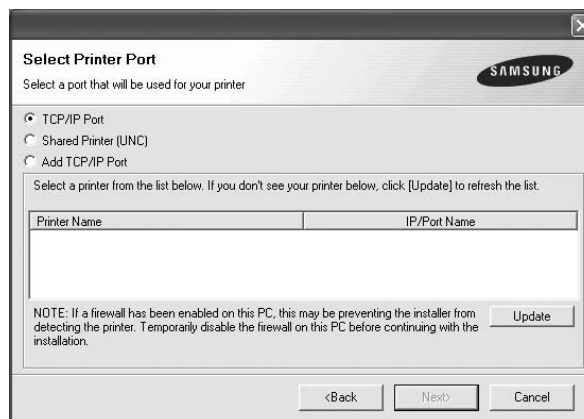 Select Printer Port
Select a port that will be used for your printer
SAMSUNG
TCP/IP Port
Shared Printer (UNC)
Add TCP/IP Port
Select a printer from the list below. If you don't see your printer below, click [Update] to refresh the list.
Printer Name IP/Port Name
NOTE: If a firewall has been enabled on this PC, this may be preventing the installer from
detecting the printer. Temporarily disable the firewall on this PC before continuing with the
installation.
Update
<Back Next> Cancel